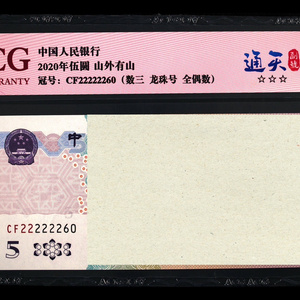 CG
中国人民银行
RRANTY
2020年伍圆 山外有山
冠号：CF22222260（数三 龙珠号 全偶数）
通天
☆☆☆
中
CF22222260
5